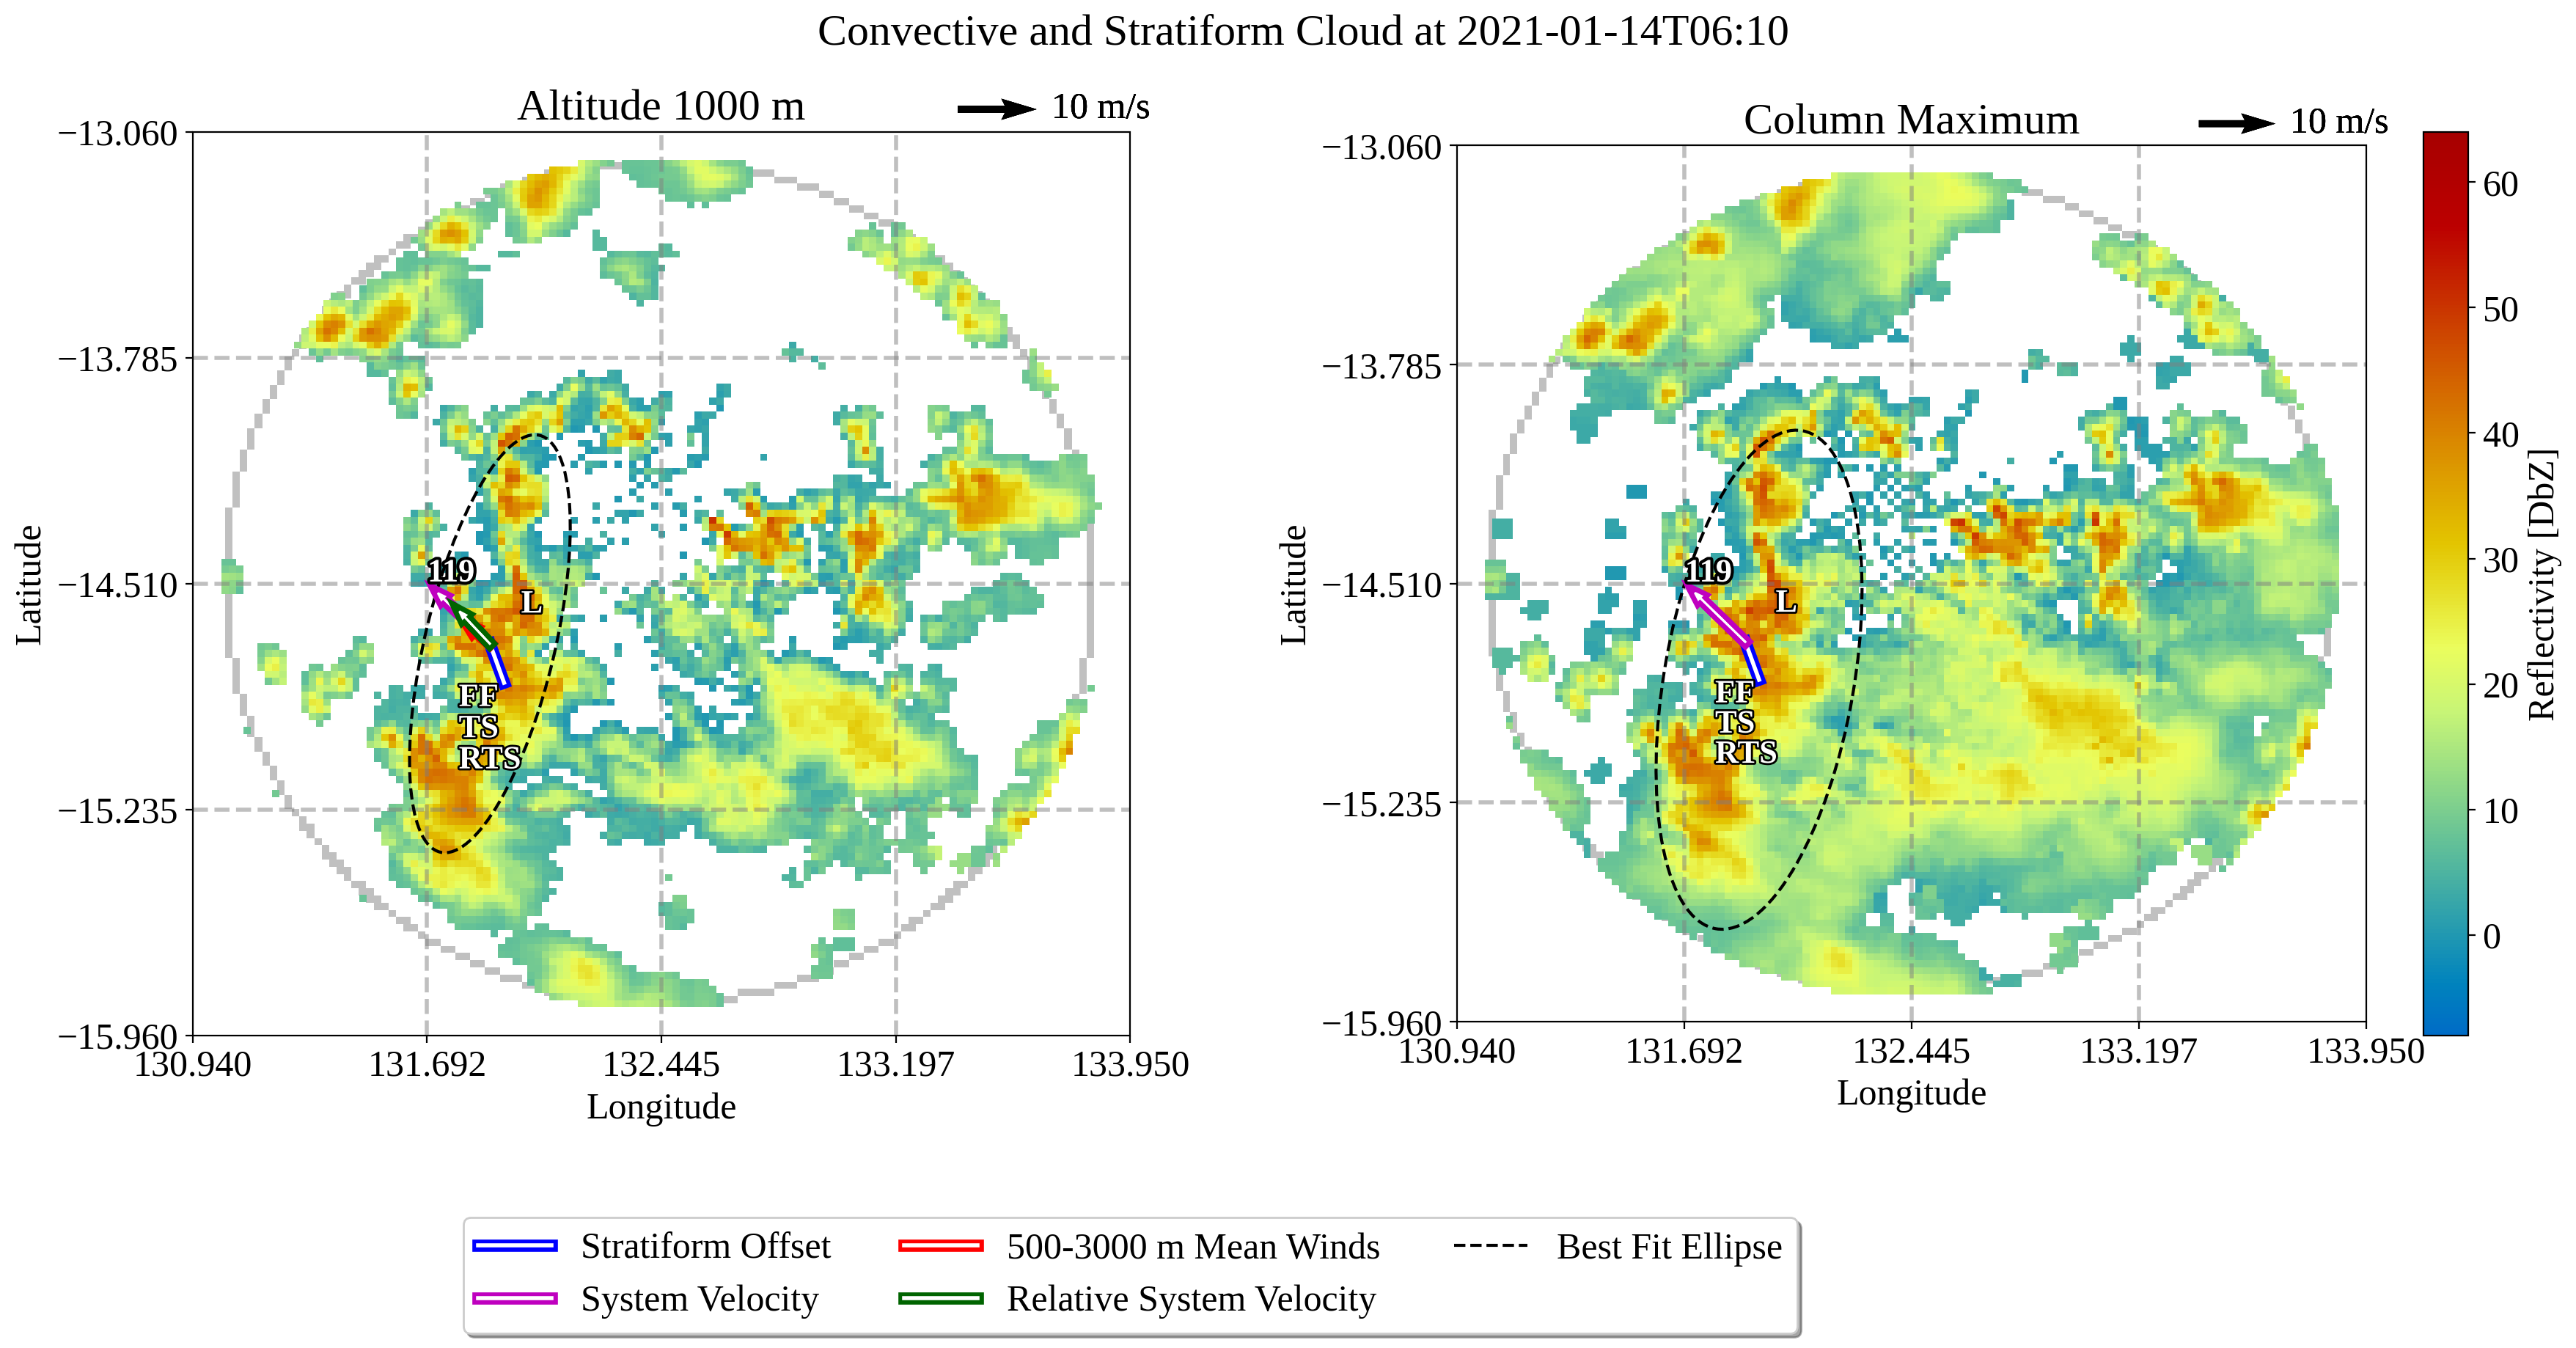 Convective and Stratiform Cloud at 2021-01-14T06:10
Altitude 1000 m
10 m/s
−13.060
−13.785
−14.510
−15.235
−15.960
Latitude
130.940
131.692
132.445
133.197
133.950
Longitude
119
L
FF
TS
RTS
Column Maximum
10 m/s
−13.060
−13.785
−14.510
−15.235
−15.960
Latitude
130.940
131.692
132.445
133.197
133.950
Longitude
119
L
FF
TS
RTS
60
50
40
30
20
10
0
Reflectivity [DbZ]
Stratiform Offset
System Velocity
500-3000 m Mean Winds
Relative System Velocity
Best Fit Ellipse